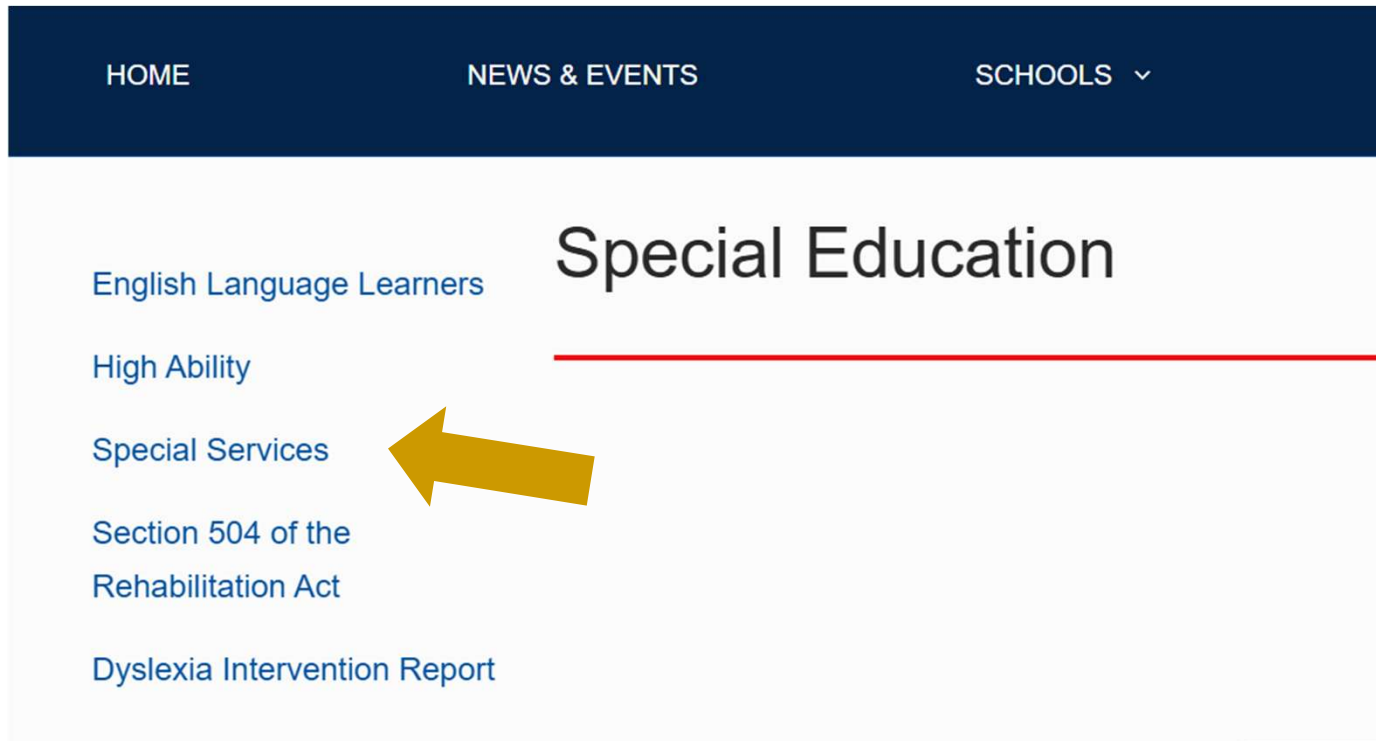 HOME
NEWS & EVENTS
SCHOOLS
Special Education
English Language Learners
High Ability
Special Services
Section 504 of the
Rehabilitation Act
Dyslexia Intervention Report